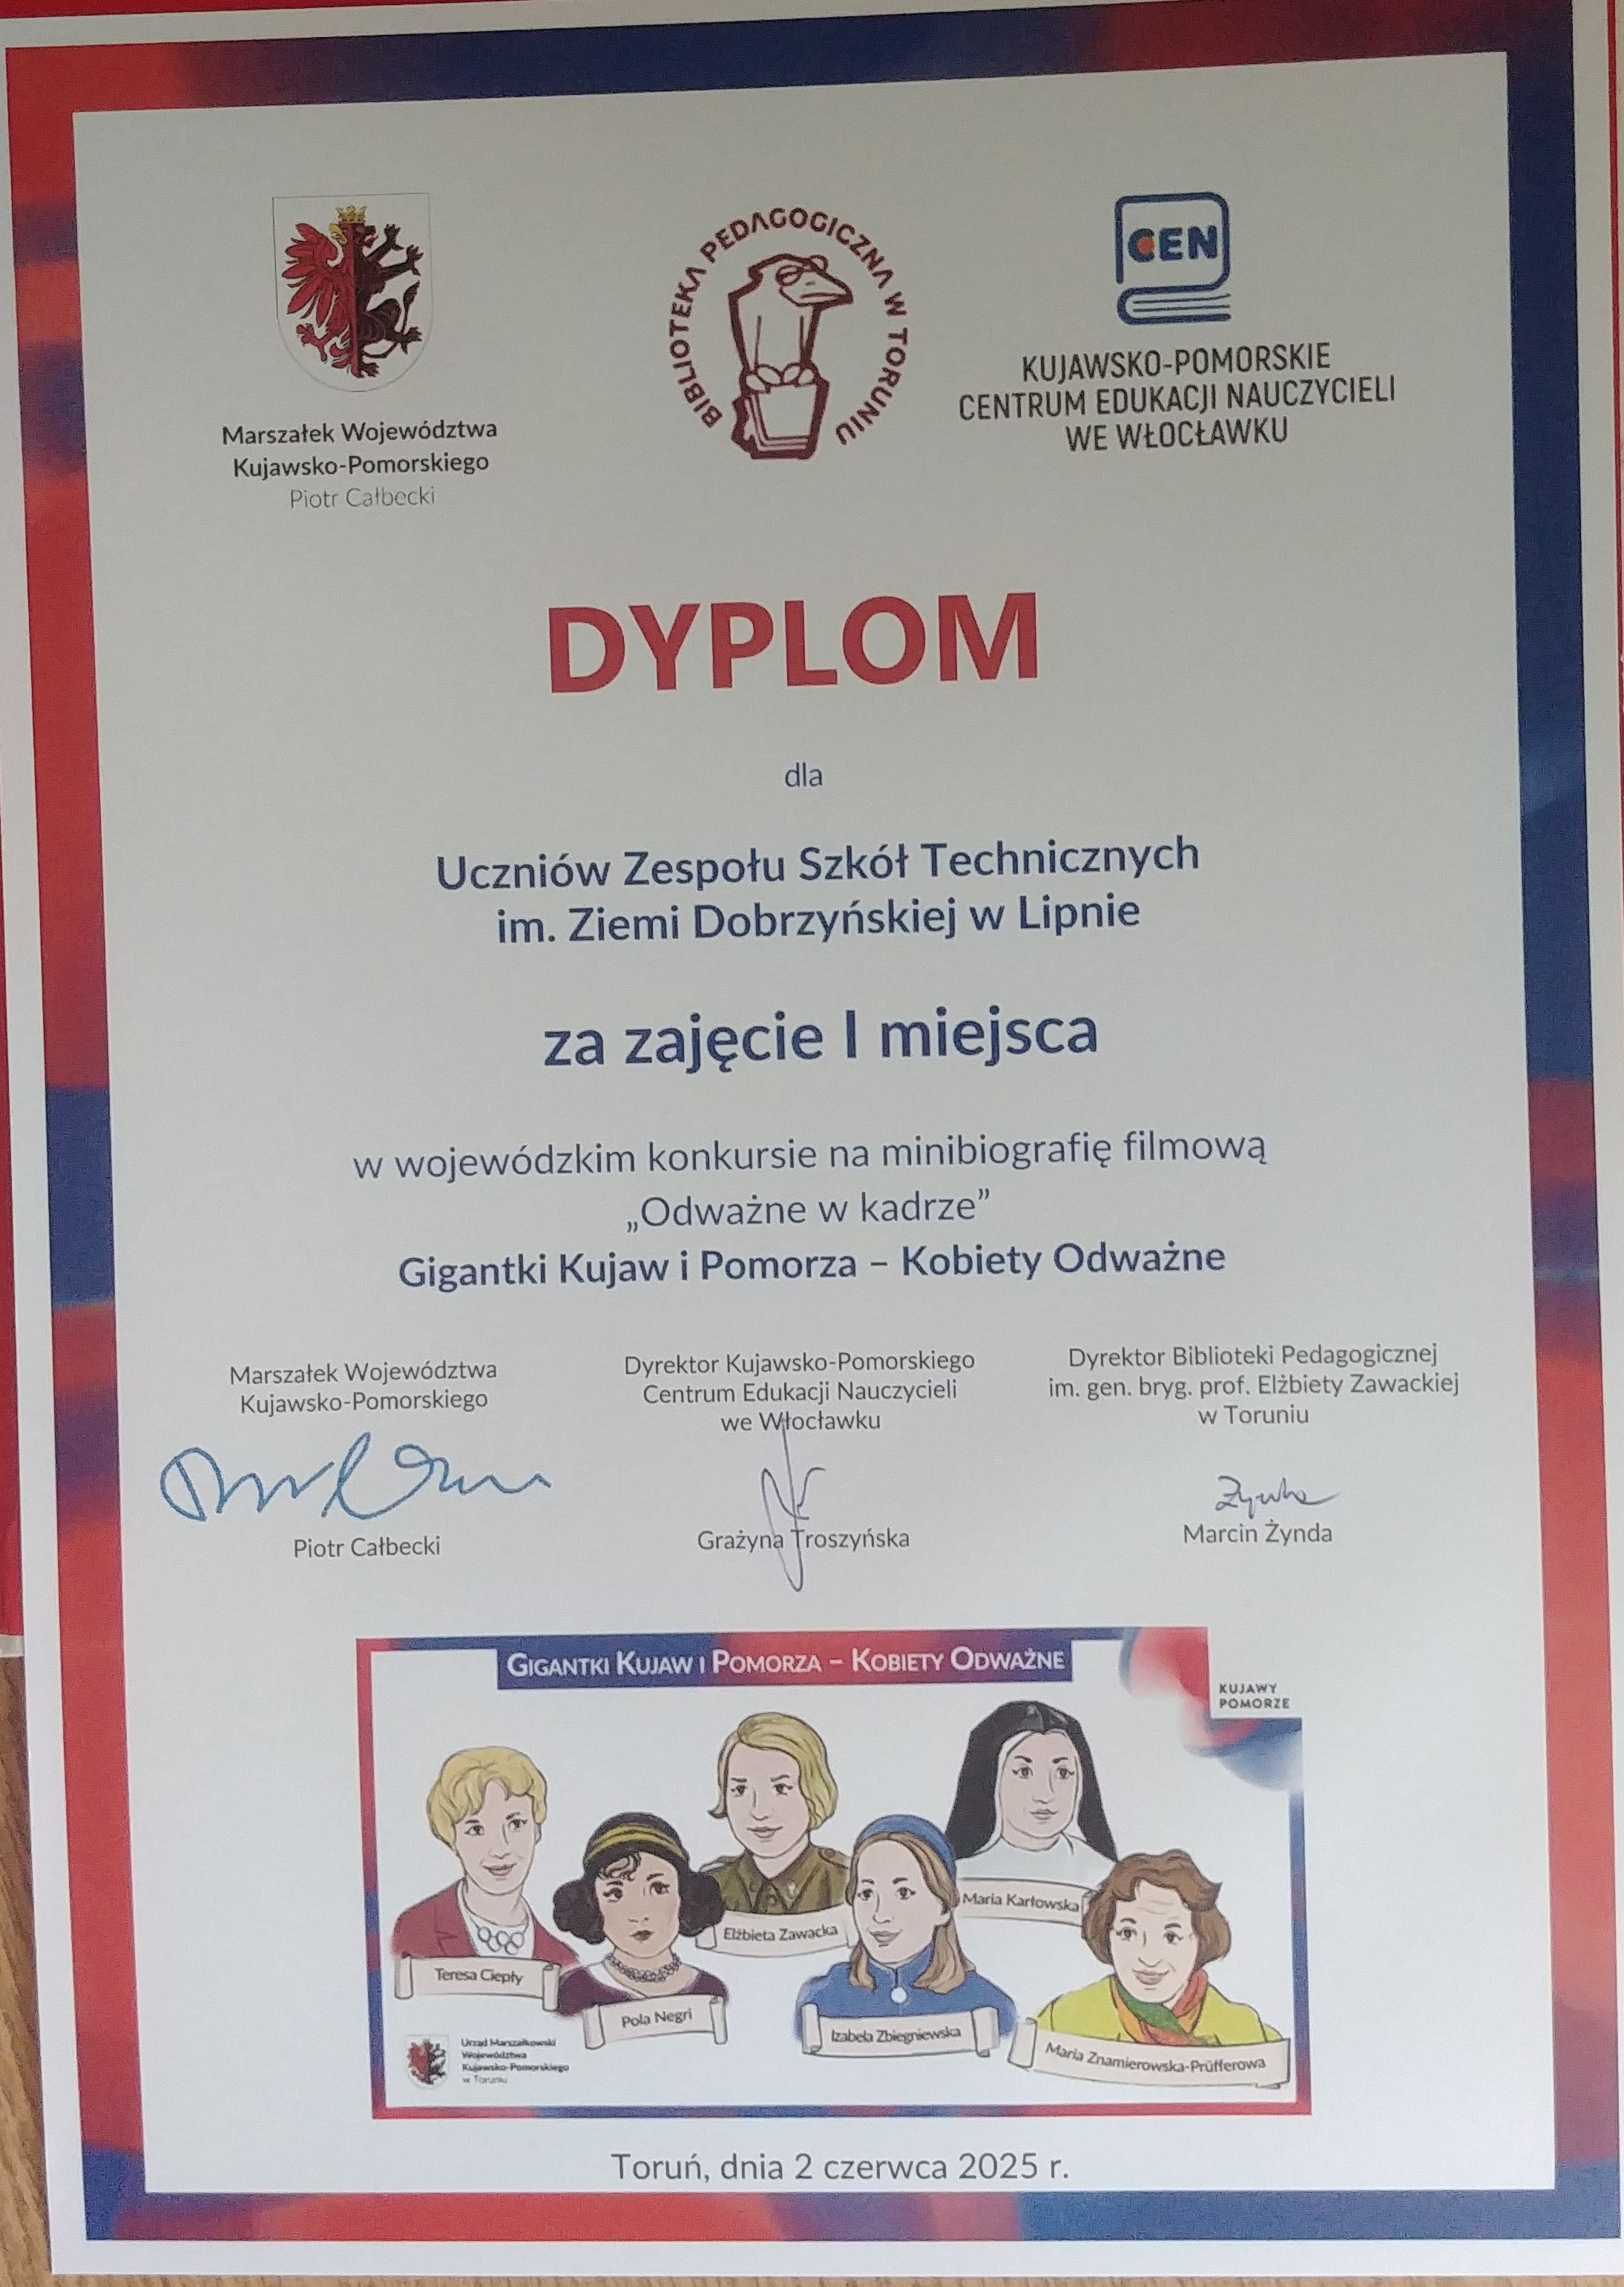 BIBLIOTEKA PEDAGOGICZNA W TORUNIU
CEN
KUJAWSKO-POMORSKIE
CENTRUM EDUKACJI NAUCZYCIELI
WE WŁOCŁAWKU
Marszałek Województwa
Kujawsko-Pomorskiego
Piotr Całbecki
DYPLOM
dla
Uczniów Zespołu Szkół Technicznych
im. Ziemi Dobrzyńskiej w Lipnie
za zajęcie I miejsca
w wojewódzkim konkursie na minibiografię filmową
„Odważne w kadrze”
Gigantki Kujaw i Pomorza – Kobiety Odważne
Marszałek Województwa
Kujawsko-Pomorskiego
Piotr Całbecki
Dyrektor Kujawsko-Pomorskiego
Centrum Edukacji Nauczycieli
we Włocławku
Grażyna Troszyńska
Dyrektor Biblioteki Pedagogicznej
im. gen. bryg. prof. Elżbiety Zawackiej
w Toruniu
Żynda
Marcin Żynda
GIGANTKI KUJAW I POMORZA – KOBIETY ODWAŻNE
KUJAWY
POMORZE
Teresa Ciepły
Pola Negri
Elżbieta Zawacka
Izabela Zbiegniewska
Maria Karłowska
Maria Znamierowska-Prüfferowa
Urząd Marszałkowski
Województwa
Kujawsko-Pomorskiego
w Toruniu
Toruń, dnia 2 czerwca 2025 r.